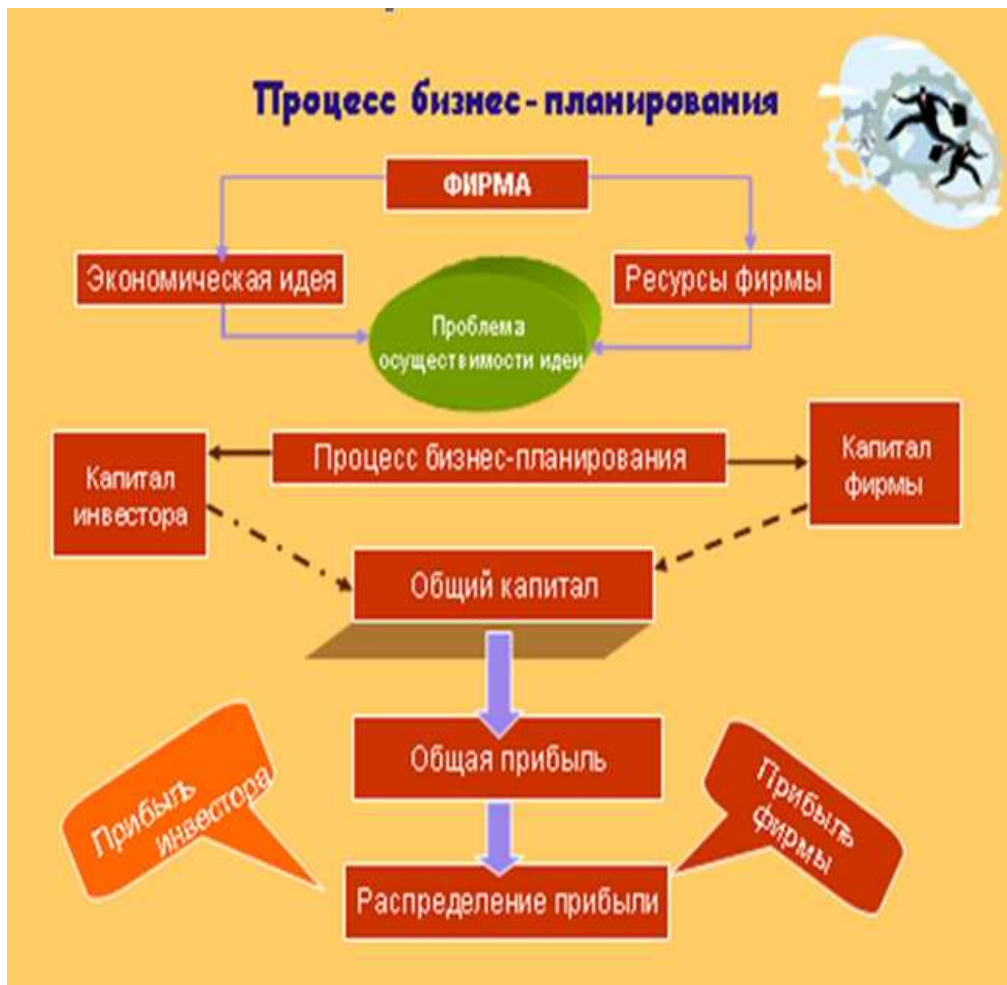 Процесс бизнес-планирования
ФИРМА
Экономическая идея
Ресурсы фирмы
Проблема
осуществимости идеи
Процесс бизнес-планирования
Капитал
инвестора
Капитал
фирмы
Общий капитал
Общая прибыль
Прибыль
инвестора
Прибыль
фирмы
Распределение прибыли